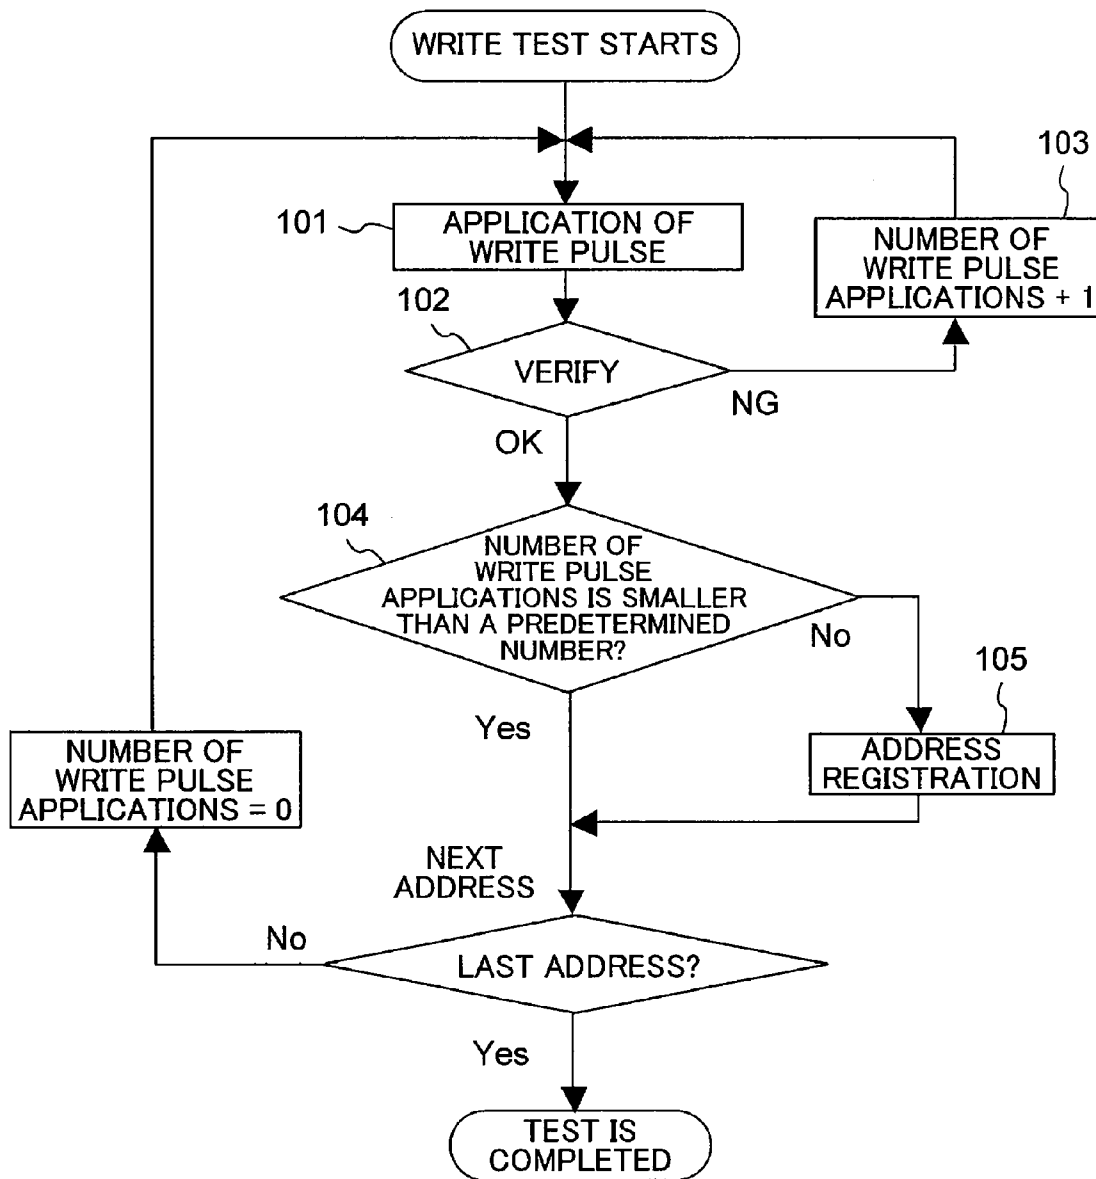 WRITE TEST STARTS
103
101
APPLICATION OF
WRITE PULSE
NUMBER OF
WRITE PULSE
APPLICATIONS + 1
102
VERIFY
NG
OK
104
NUMBER OF
WRITE PULSE
APPLICATIONS IS SMALLER
THAN A PREDETERMINED
NUMBER?
No
105
Yes
NUMBER OF
WRITE PULSE
APPLICATIONS = 0
ADDRESS
REGISTRATION
NEXT
ADDRESS
No
LAST ADDRESS?
Yes
TEST IS
COMPLETED